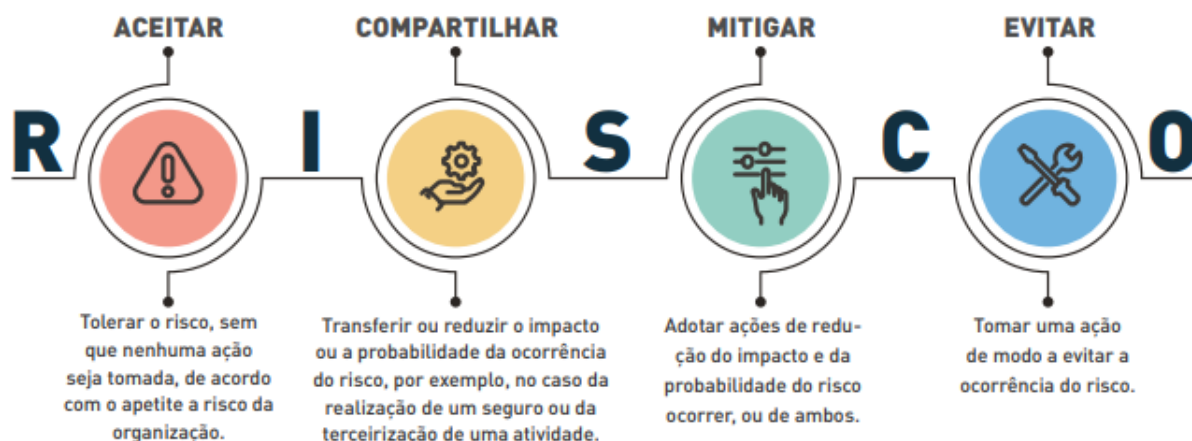 ACEITAR
COMPARTILHAR
MITIGAR
EVITAR
R I S C O
Tolerar o risco, sem
que nenhuma ação
seja tomada, de acordo
com o apetite a risco da
organização.
Transferir ou reduzir o impacto
ou a probabilidade da ocorrência
do risco, por exemplo, no caso da
realização de um seguro ou da
terceirização de uma atividade.
Adotar ações de redu-
ção do impacto e da
probabilidade do risco
ocorrer, ou de ambos.
Tomar uma ação
de modo a evitar a
ocorrência do risco.